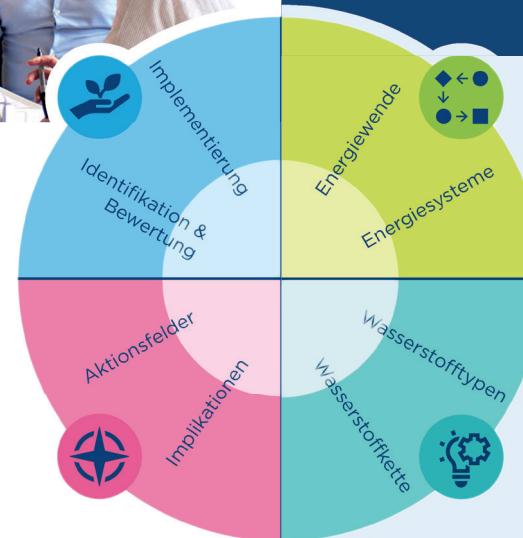 Implementierung
Identifikation &
Bewertung
Energiewende
Energiesysteme
Aktionsfelder
Implikationen
Wasserstofftypen
Wasserstoffkette